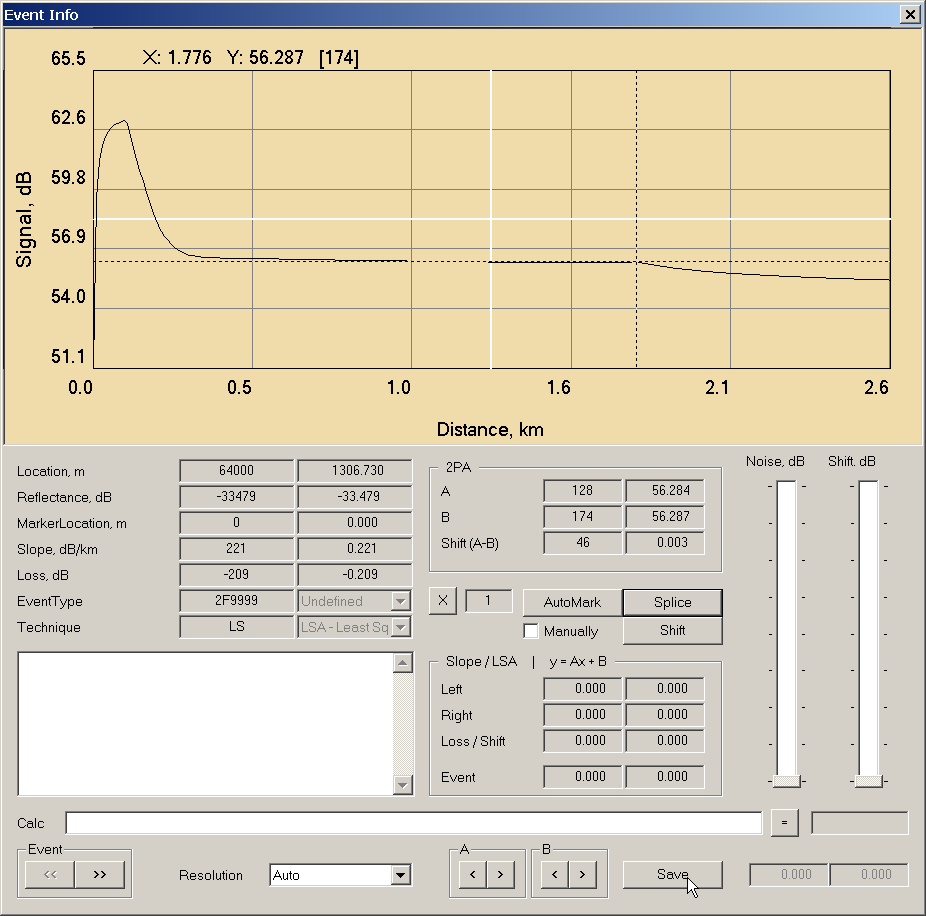 Event Info
X: 1.776 Y: 56.287 [174]
65.5
62.6
59.8
56.9
54.0
51.1
Signal, dB
0.0 0.5 1.0 1.6 2.1 2.6
Distance, km
Location, m 64000 1306.730
Reflectance, dB -33479 -33.479
MarkerLocation, m 0 0.000
Slope, dB/km 221 0.221
Loss, dB -209 -0.209
EventType 2F9999 Undefined
Technique LS LSA - Least Sq
2PA
A 128 56.284
B 174 56.287
Shift (A-B) 46 0.003
X 1 AutoMark Splice
Manually Shift
Slope / LSA | y = Ax + B
Left 0.000 0.000
Right 0.000 0.000
Loss / Shift 0.000 0.000
Event 0.000 0.000
Noise, dB Shift. dB
Calc =
Event
<< >>
Resolution Auto
A
< >
B
< >
Save 0.000 0.000